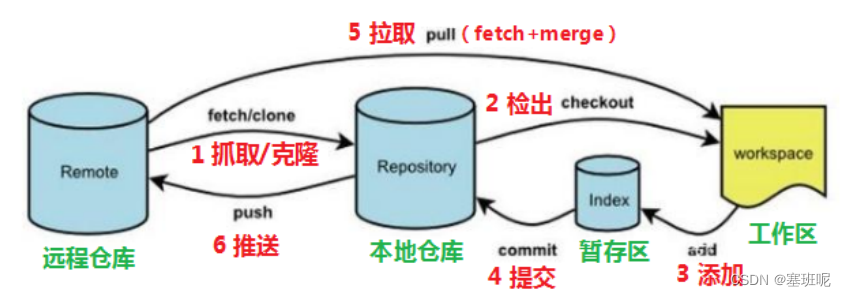 5 拉取 pull（fetch+merge）
fetch/clone
2 检出 checkout
1 抓取/克隆
Remote
Repository
workspace
Index
push
6 推送
远程仓库
本地仓库
commit
4 提交
暂存区
add
3 添加
工作区
CSDN @塞班呢